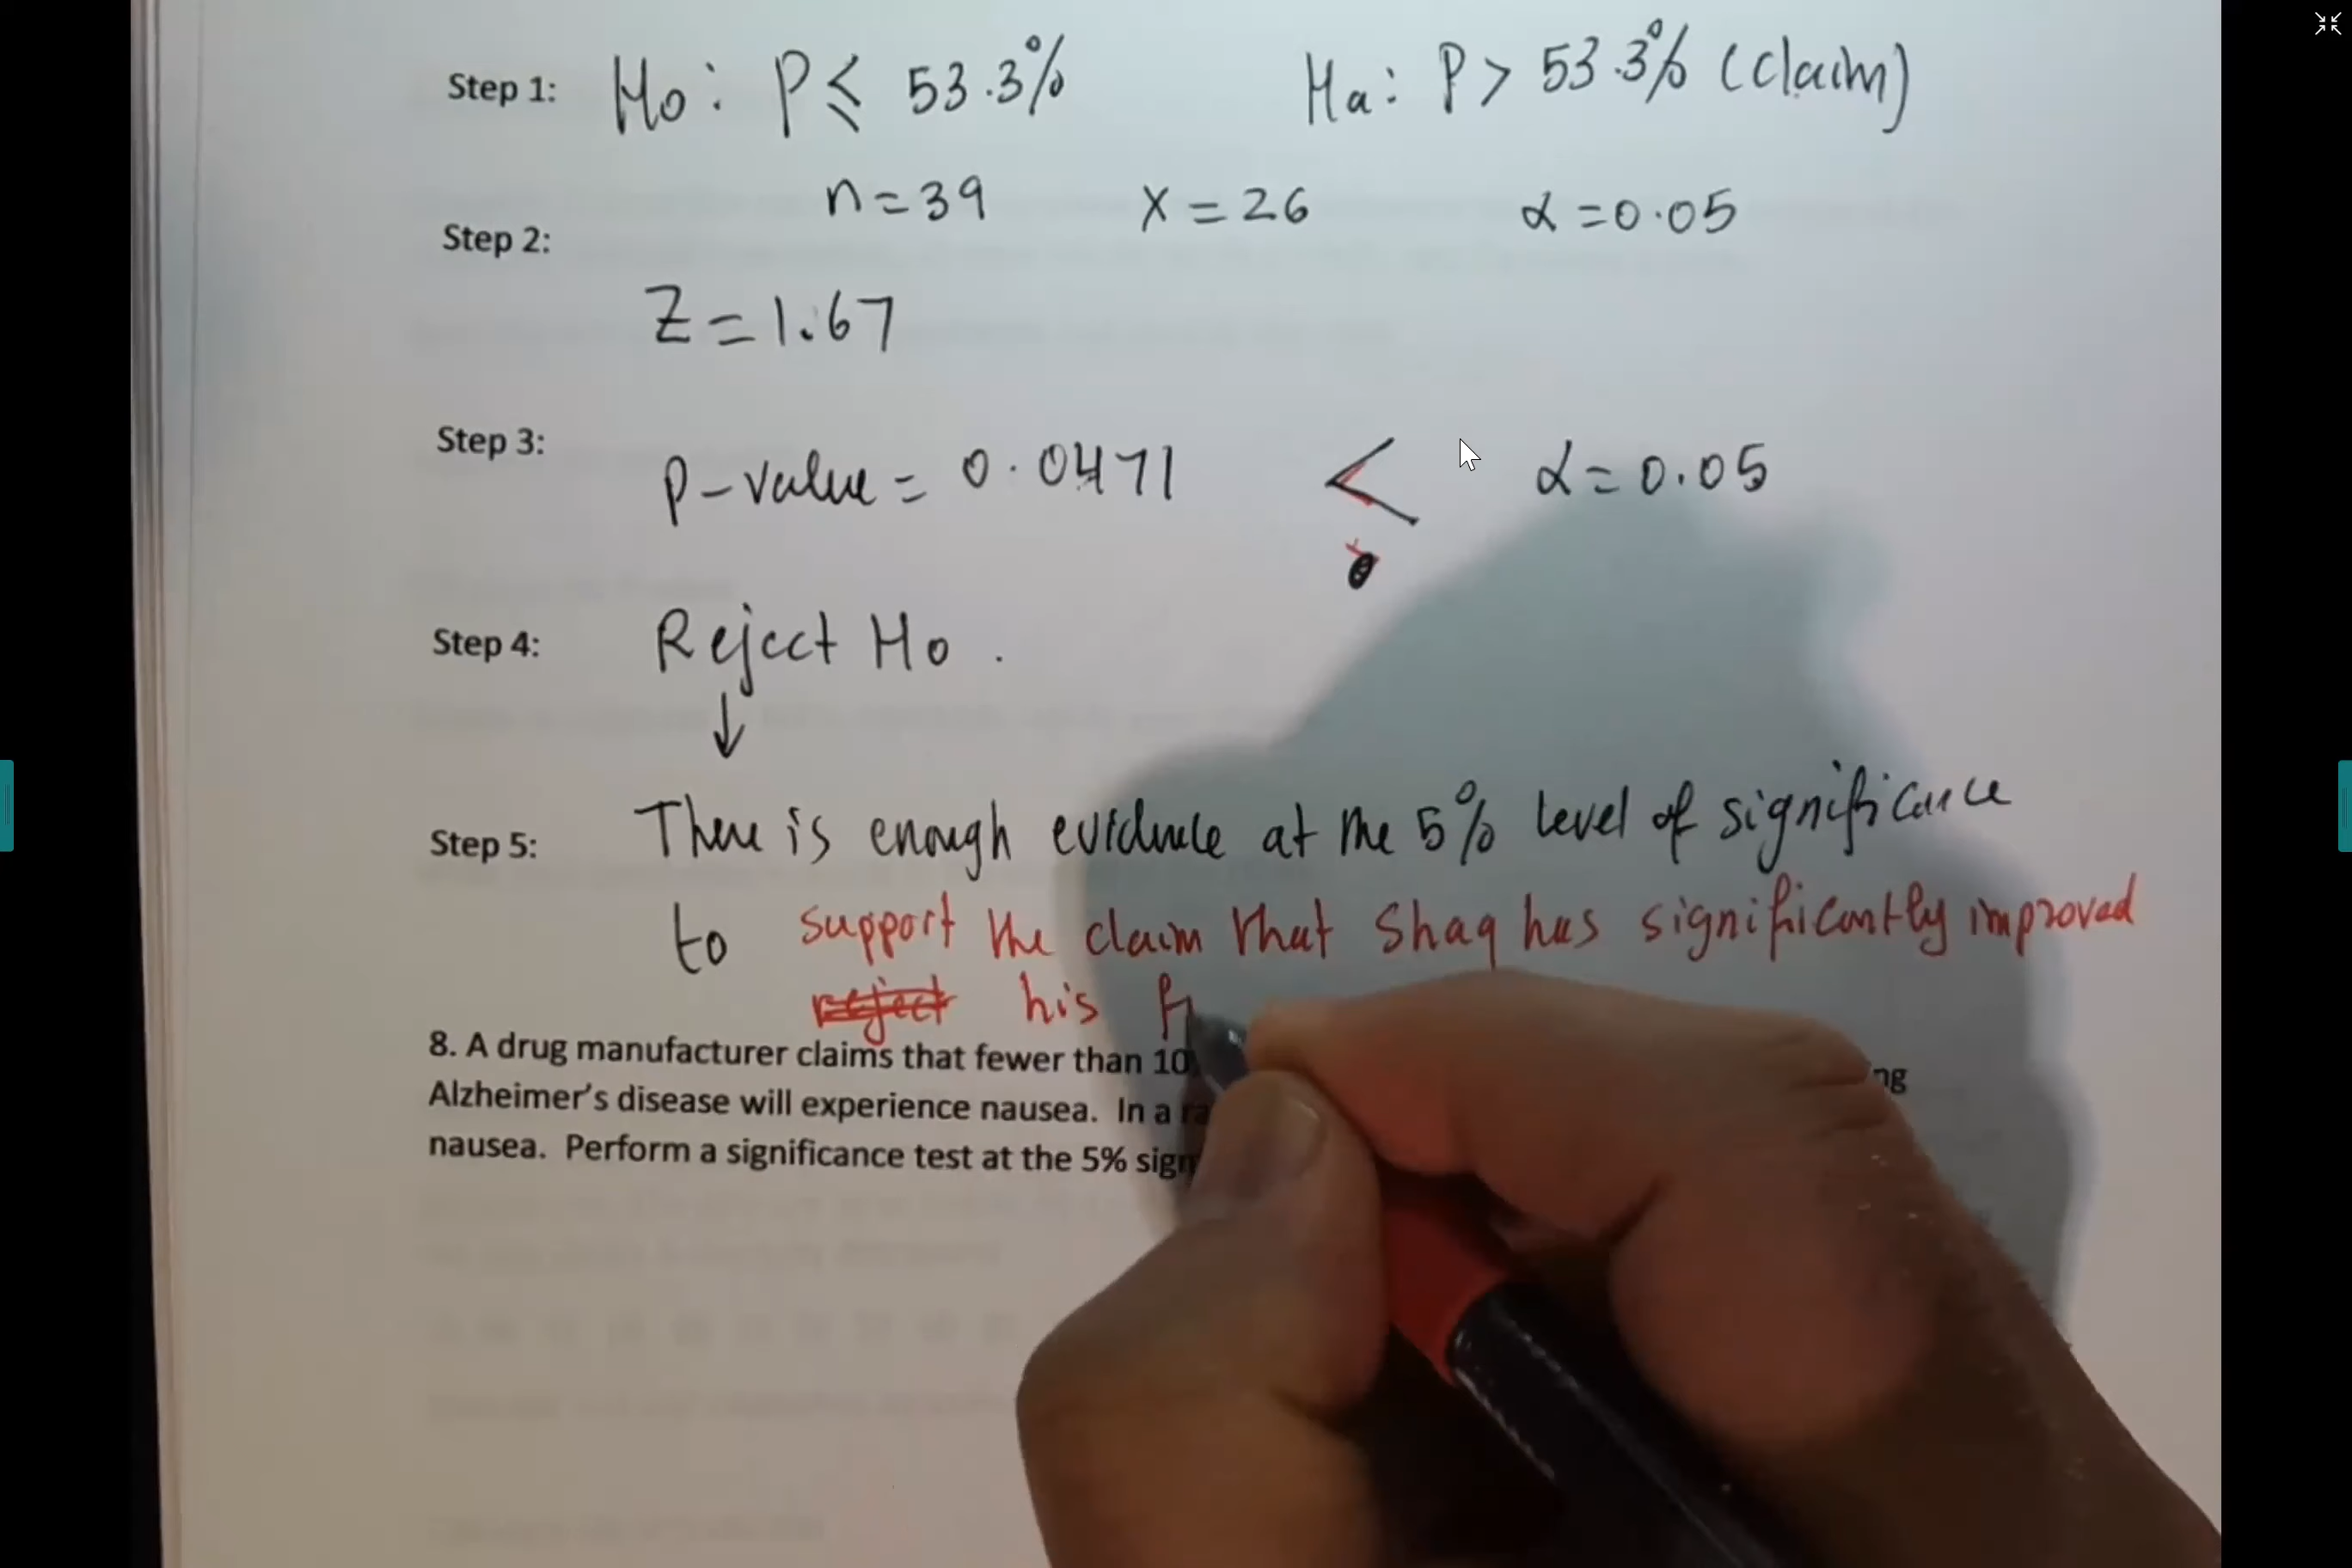 Step 1: Ho: P ≤ 53.3% Ha: P > 53.3% (claim)
n = 39 x = 26 α = 0.05
Step 2:
Z = 1.67
Step 3: P-value = 0.0471 < α = 0.05
Step 4: Reject Ho.
↓
Step 5: There is enough evidence at the 5% level of significance
to support the claim that Shaq has significantly improved
reject his
8. A drug manufacturer claims that fewer than 10
Alzheimer's disease will experience nausea. In a
nausea. Perform a significance test at the 5%